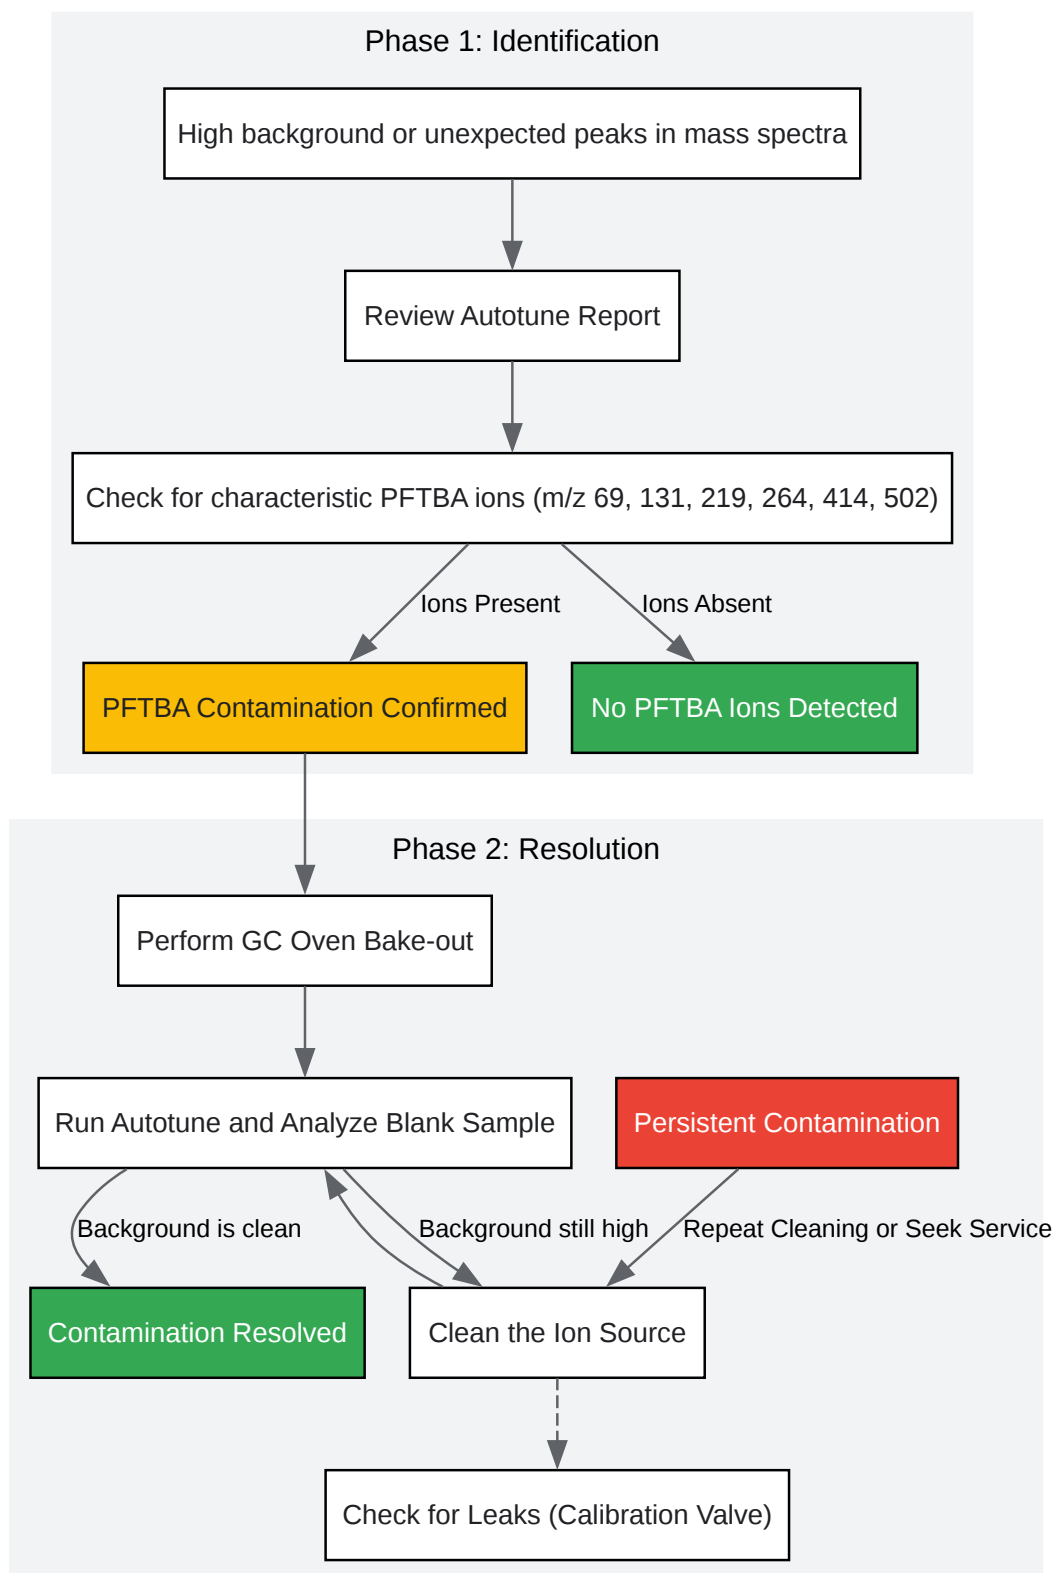 Phase 1: Identification
High background or unexpected peaks in mass spectra
Review Autotune Report
Check for characteristic PFTBA ions (m/z 69, 131, 219, 264, 414, 502)
Ions Present
Ions Absent
PFTBA Contamination Confirmed
No PFTBA Ions Detected
Phase 2: Resolution
Perform GC Oven Bake-out
Run Autotune and Analyze Blank Sample
Persistent Contamination
Background is clean
Background still high
Repeat Cleaning or Seek Service
Contamination Resolved
Clean the Ion Source
Check for Leaks (Calibration Valve)